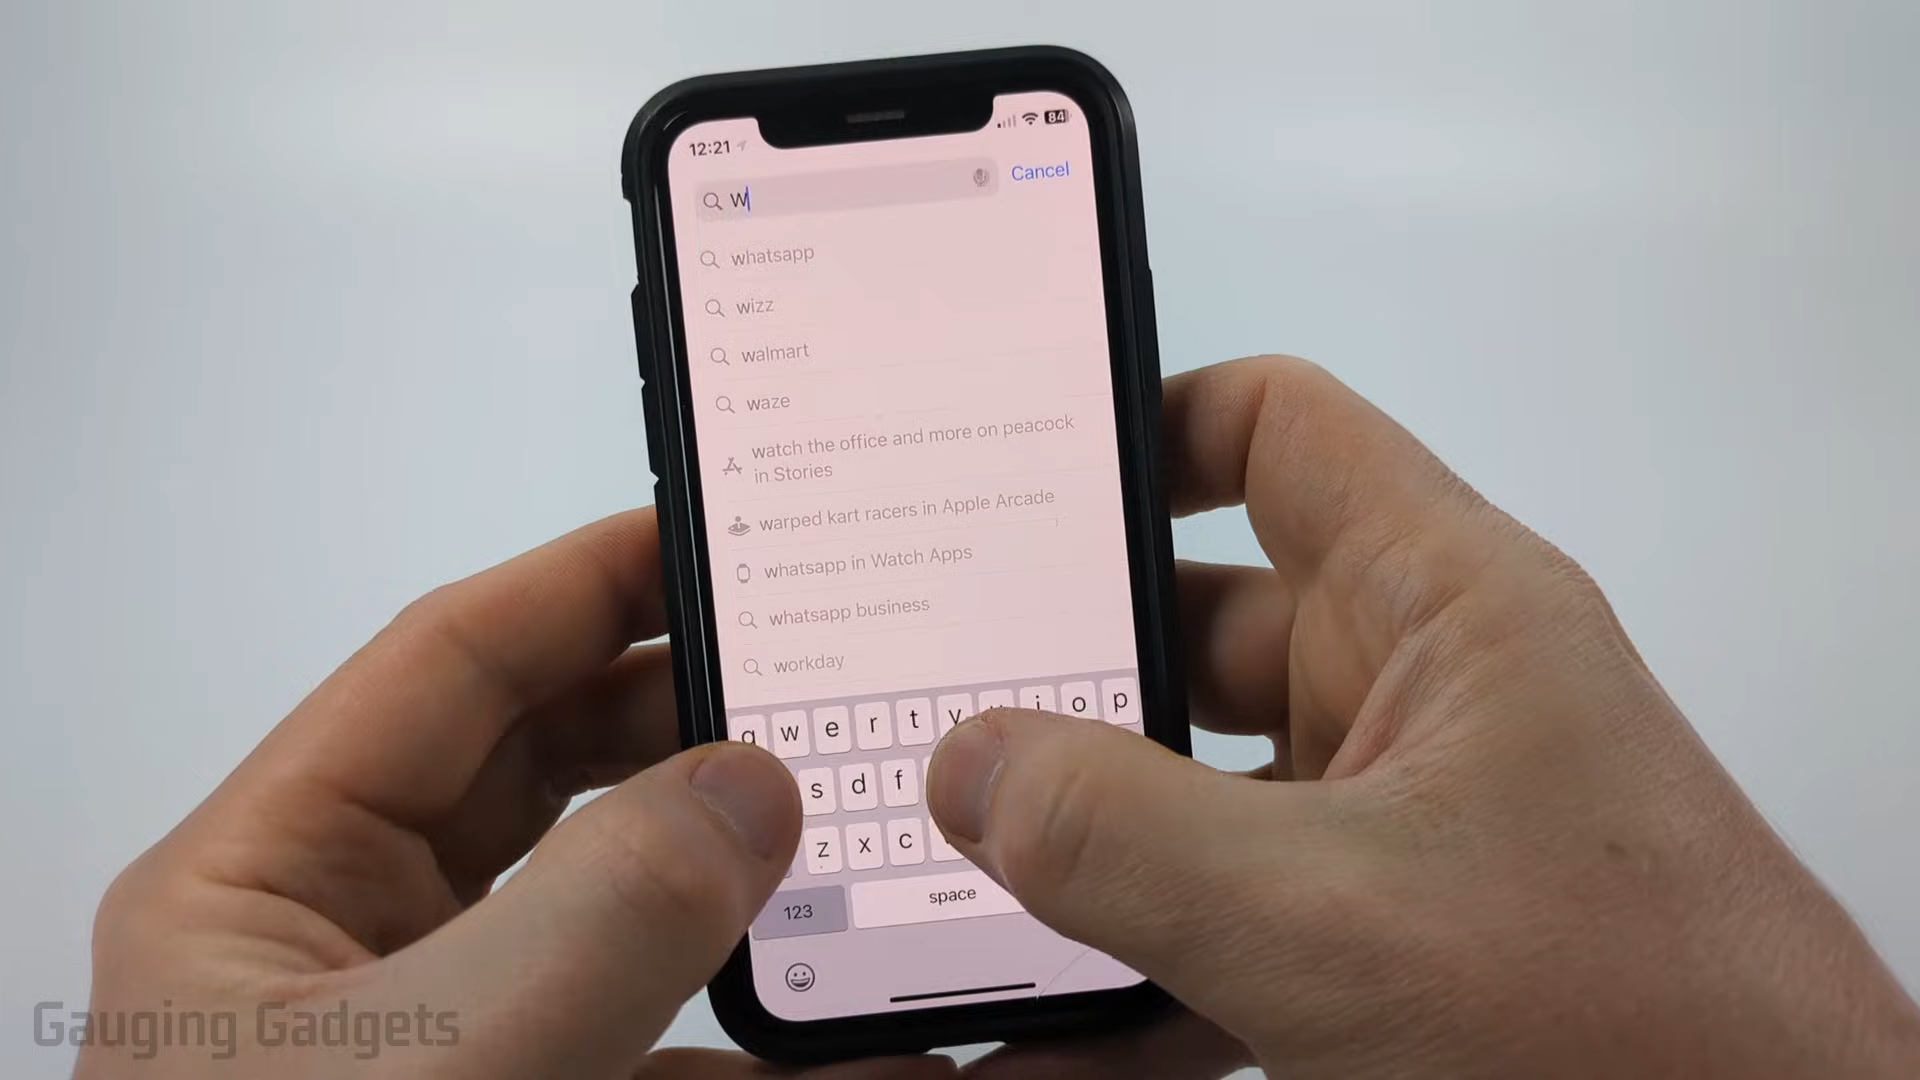 12:21
84
W
Cancel
whatsapp
wizz
walmart
waze
watch the office and more on peacock
in Stories
warped kart racers in Apple Arcade
whatsapp in Watch Apps
whatsapp business
workday
q w e r t y u i o p
s d f
z x c
123
space
Gauging Gadgets